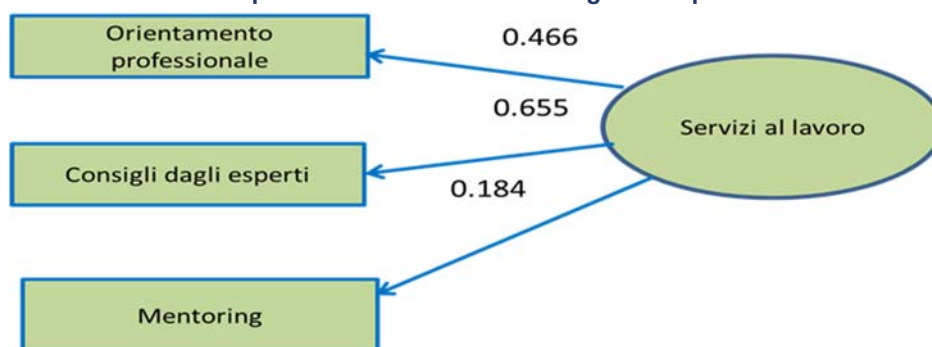 Orientamento
professionale
0.466
0.655
Servizi al lavoro
Consigli dagli esperti
0.184
Mentoring